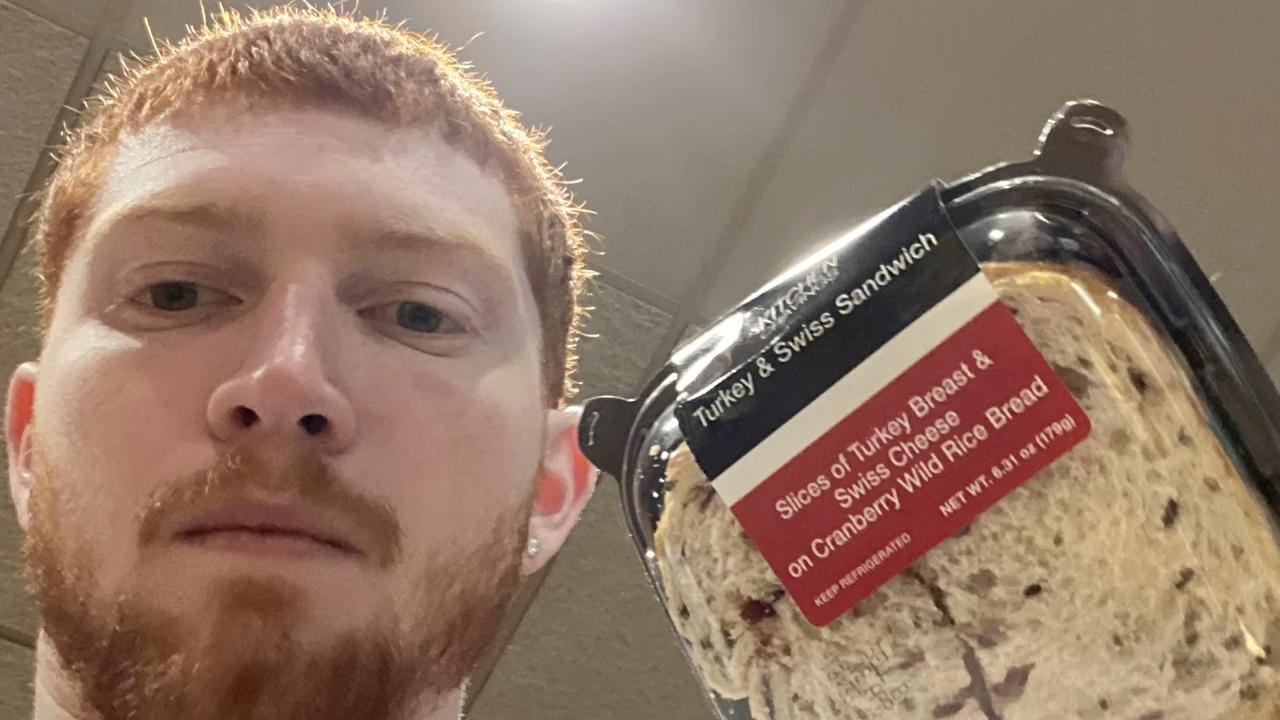 KITCHEN
Turkey & Swiss Sandwich
Slices of Turkey Breast &
Swiss Cheese
on Cranberry Wild Rice Bread
KEEP REFRIGERATED
NET WT. 6.31 oz (179g)